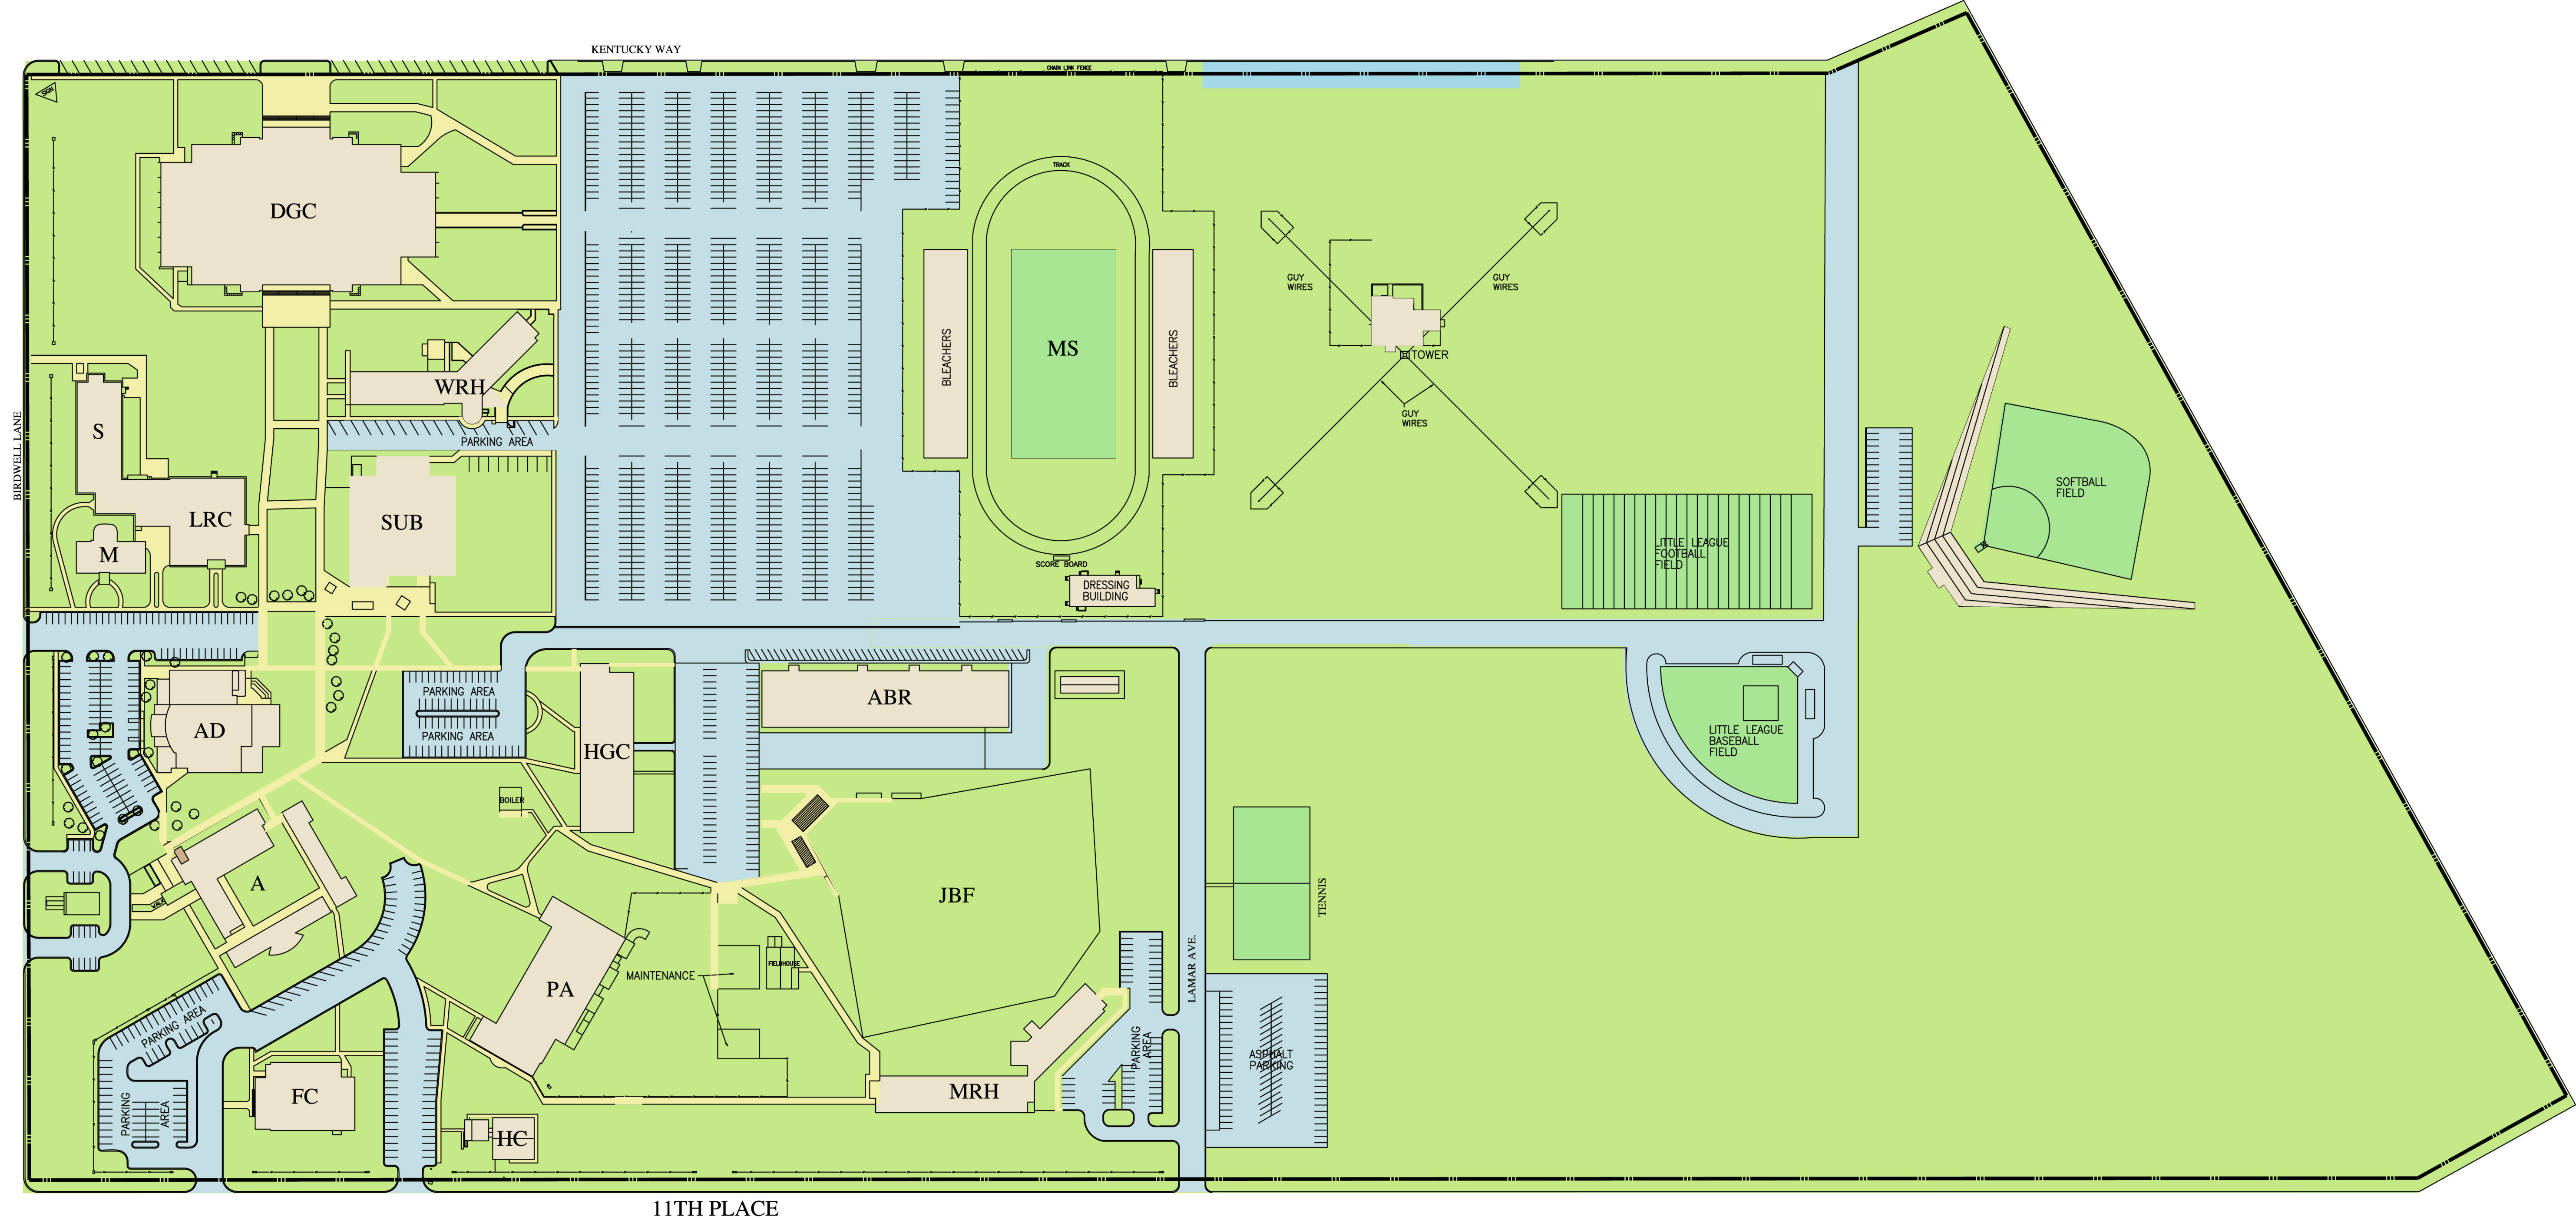 KENTUCKY WAY
CHAIN LINK FENCE
SIGN
TRACK
DGC
GUY
WIRES
GUY
WIRES
BLEACHERS
MS
BLEACHERS
TOWER
WRH
GUY
WIRES
BIRDWELL LANE
S
PARKING AREA
SOFTBALL
FIELD
LRC
SUB
M
LITTLE LEAGUE
FOOTBALL
FIELD
SCORE BOARD
DRESSING
BUILDING
PARKING AREA
PARKING AREA
ABR
AD
HGC
LITTLE LEAGUE
BASEBALL
FIELD
BOILER
A
WALK
JBF
TENNIS
PA
MAINTENANCE
FIELDHOUSE
LAMAR AVE.
PARKING AREA
PARKING
AREA
ASPHALT
PARKING
FC
MRH
PARKING
AREA
HC
11TH PLACE